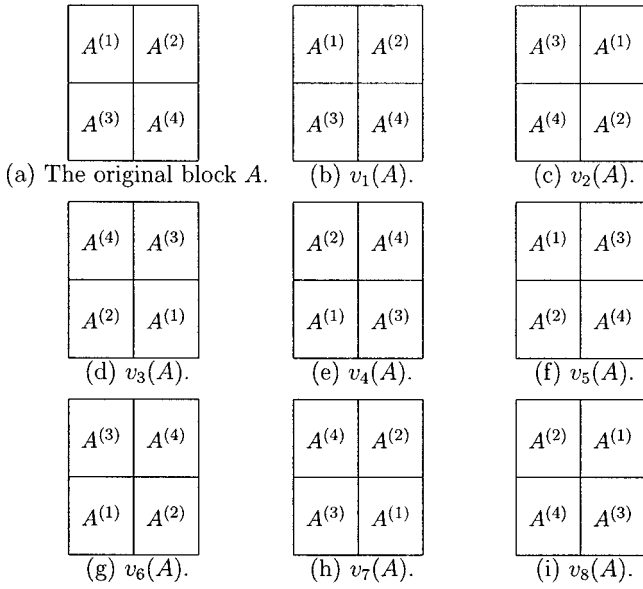 A^{(1)} A^{(2)} A^{(1)} A^{(2)} A^{(3)} A^{(1)}
A^{(3)} A^{(4)} A^{(3)} A^{(4)} A^{(4)} A^{(2)}
(a) The original block A. (b) v_1(A). (c) v_2(A).
A^{(4)} A^{(3)} A^{(2)} A^{(4)} A^{(1)} A^{(3)}
A^{(2)} A^{(1)} A^{(1)} A^{(3)} A^{(2)} A^{(4)}
(d) v_3(A). (e) v_4(A). (f) v_5(A).
A^{(3)} A^{(4)} A^{(4)} A^{(2)} A^{(2)} A^{(1)}
A^{(1)} A^{(2)} A^{(3)} A^{(1)} A^{(4)} A^{(3)}
(g) v_6(A). (h) v_7(A). (i) v_8(A).